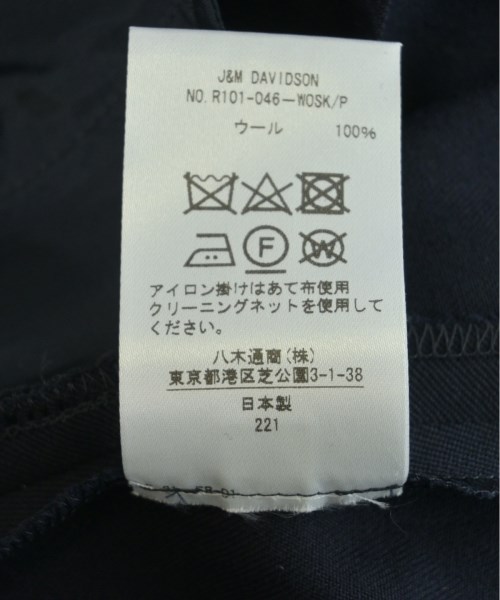 J&M DAVIDSON
NO.R101-046-WOSK/P
ウール 100%
F
W
アイロン掛けはあて布使用
クリーニングネットを使用して
ください。
八木通商(株)
東京都港区芝公園3-1-38
日本製
221